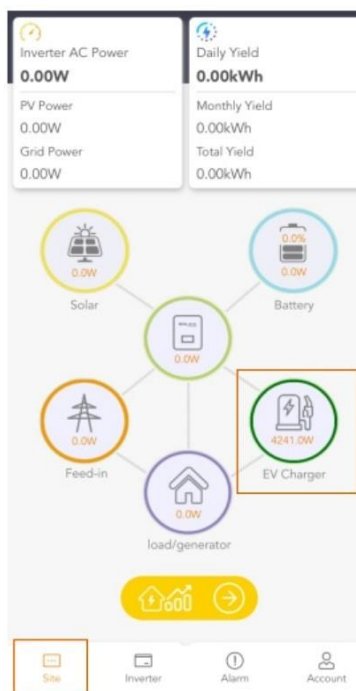 Inverter AC Power
0.00W
PV Power
0.00W
Grid Power
0.00W
Daily Yield
0.00kWh
Monthly Yield
0.00kWh
Total Yield
0.00kWh
0.0W
Solar
0.0%
0.0W
Battery
0.0W
0.0W
Feed-in
4241.0W
EV Charger
0.0W
load/generator
Site
Inverter
Alarm
Account